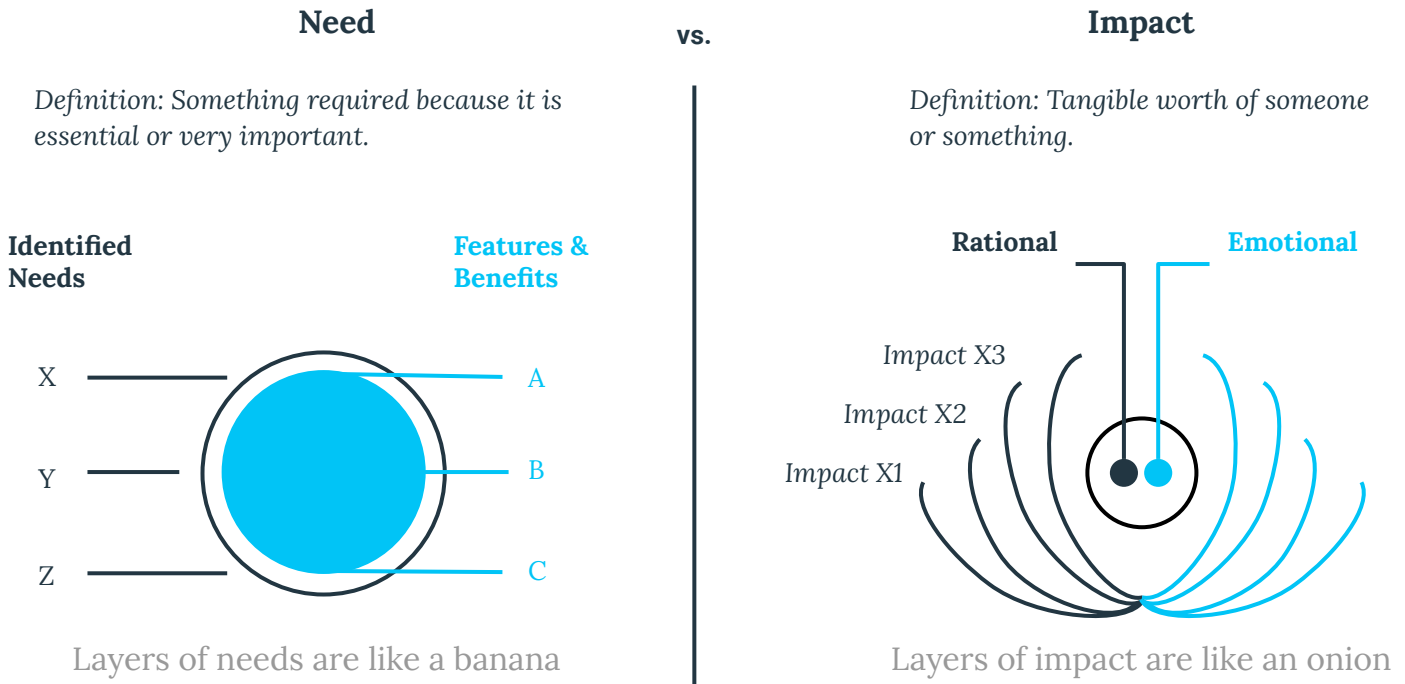 Need
vs.
Impact
Definition: Something required because it is
essential or very important.
Definition: Tangible worth of someone
or something.
Identified
Needs
Features &
Benefits
X
Y
Z
A
B
C
Rational
Emotional
Impact X3
Impact X2
Impact X1
Layers of needs are like a banana
Layers of impact are like an onion